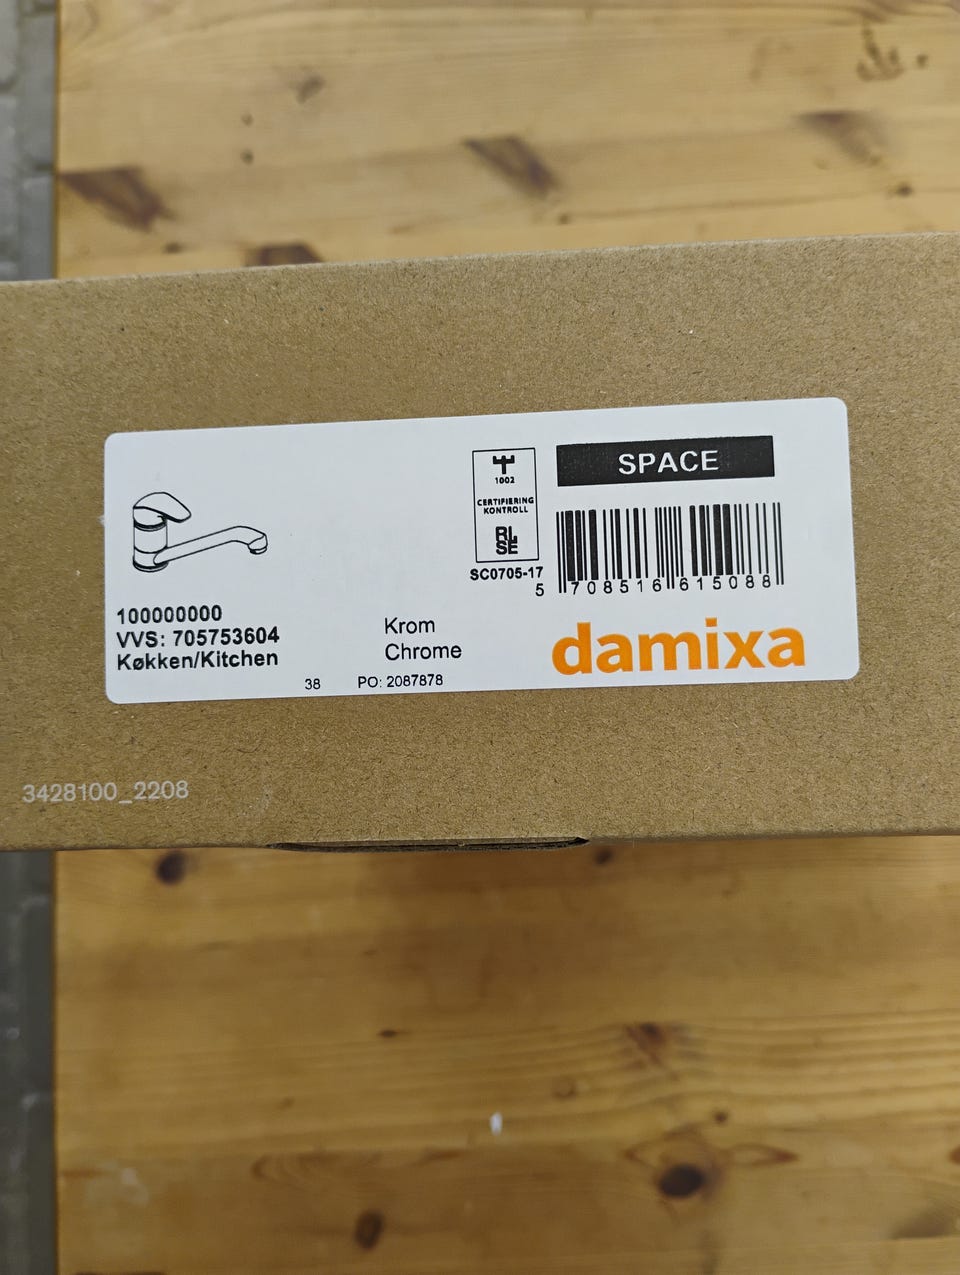 SPACE
1002
CERTIFIERING
KONTROLL
RI
SE
SC0705-17
5 708516 615088
100000000
VVS: 705753604
Køkken/Kitchen
Krom
Chrome
38 PO: 2087878
damixa
3428100_2208